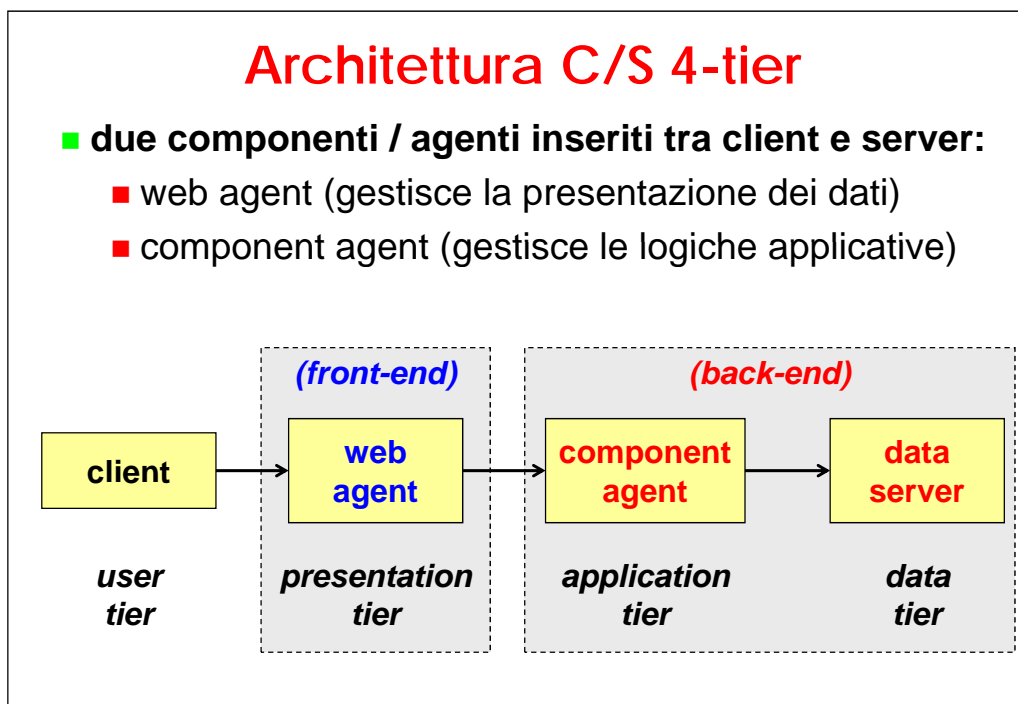 Architettura C/S 4-tier
due componenti / agenti inseriti tra client e server:
web agent (gestisce la presentazione dei dati)
component agent (gestisce le logiche applicative)
(front-end)
(back-end)
client
web
agent
component
agent
data
server
user
tier
presentation
tier
application
tier
data
tier